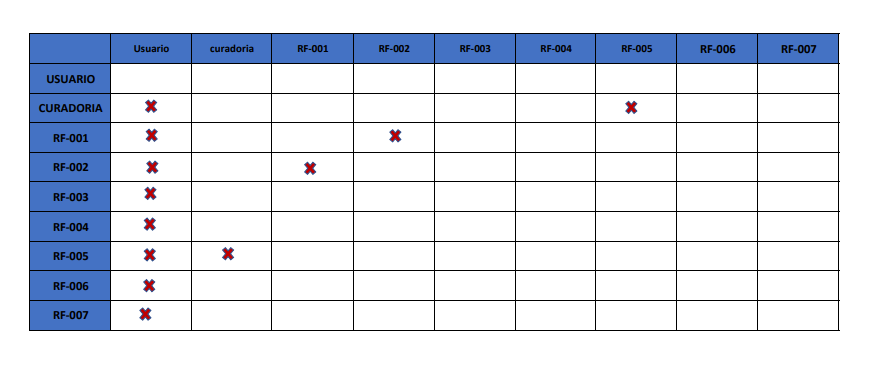 Usuario curadoria RF-001 RF-002 RF-003 RF-004 RF-005 RF-006 RF-007
USUARIO
CURADORIA
RF-001
RF-002
RF-003
RF-004
RF-005
RF-006
RF-007